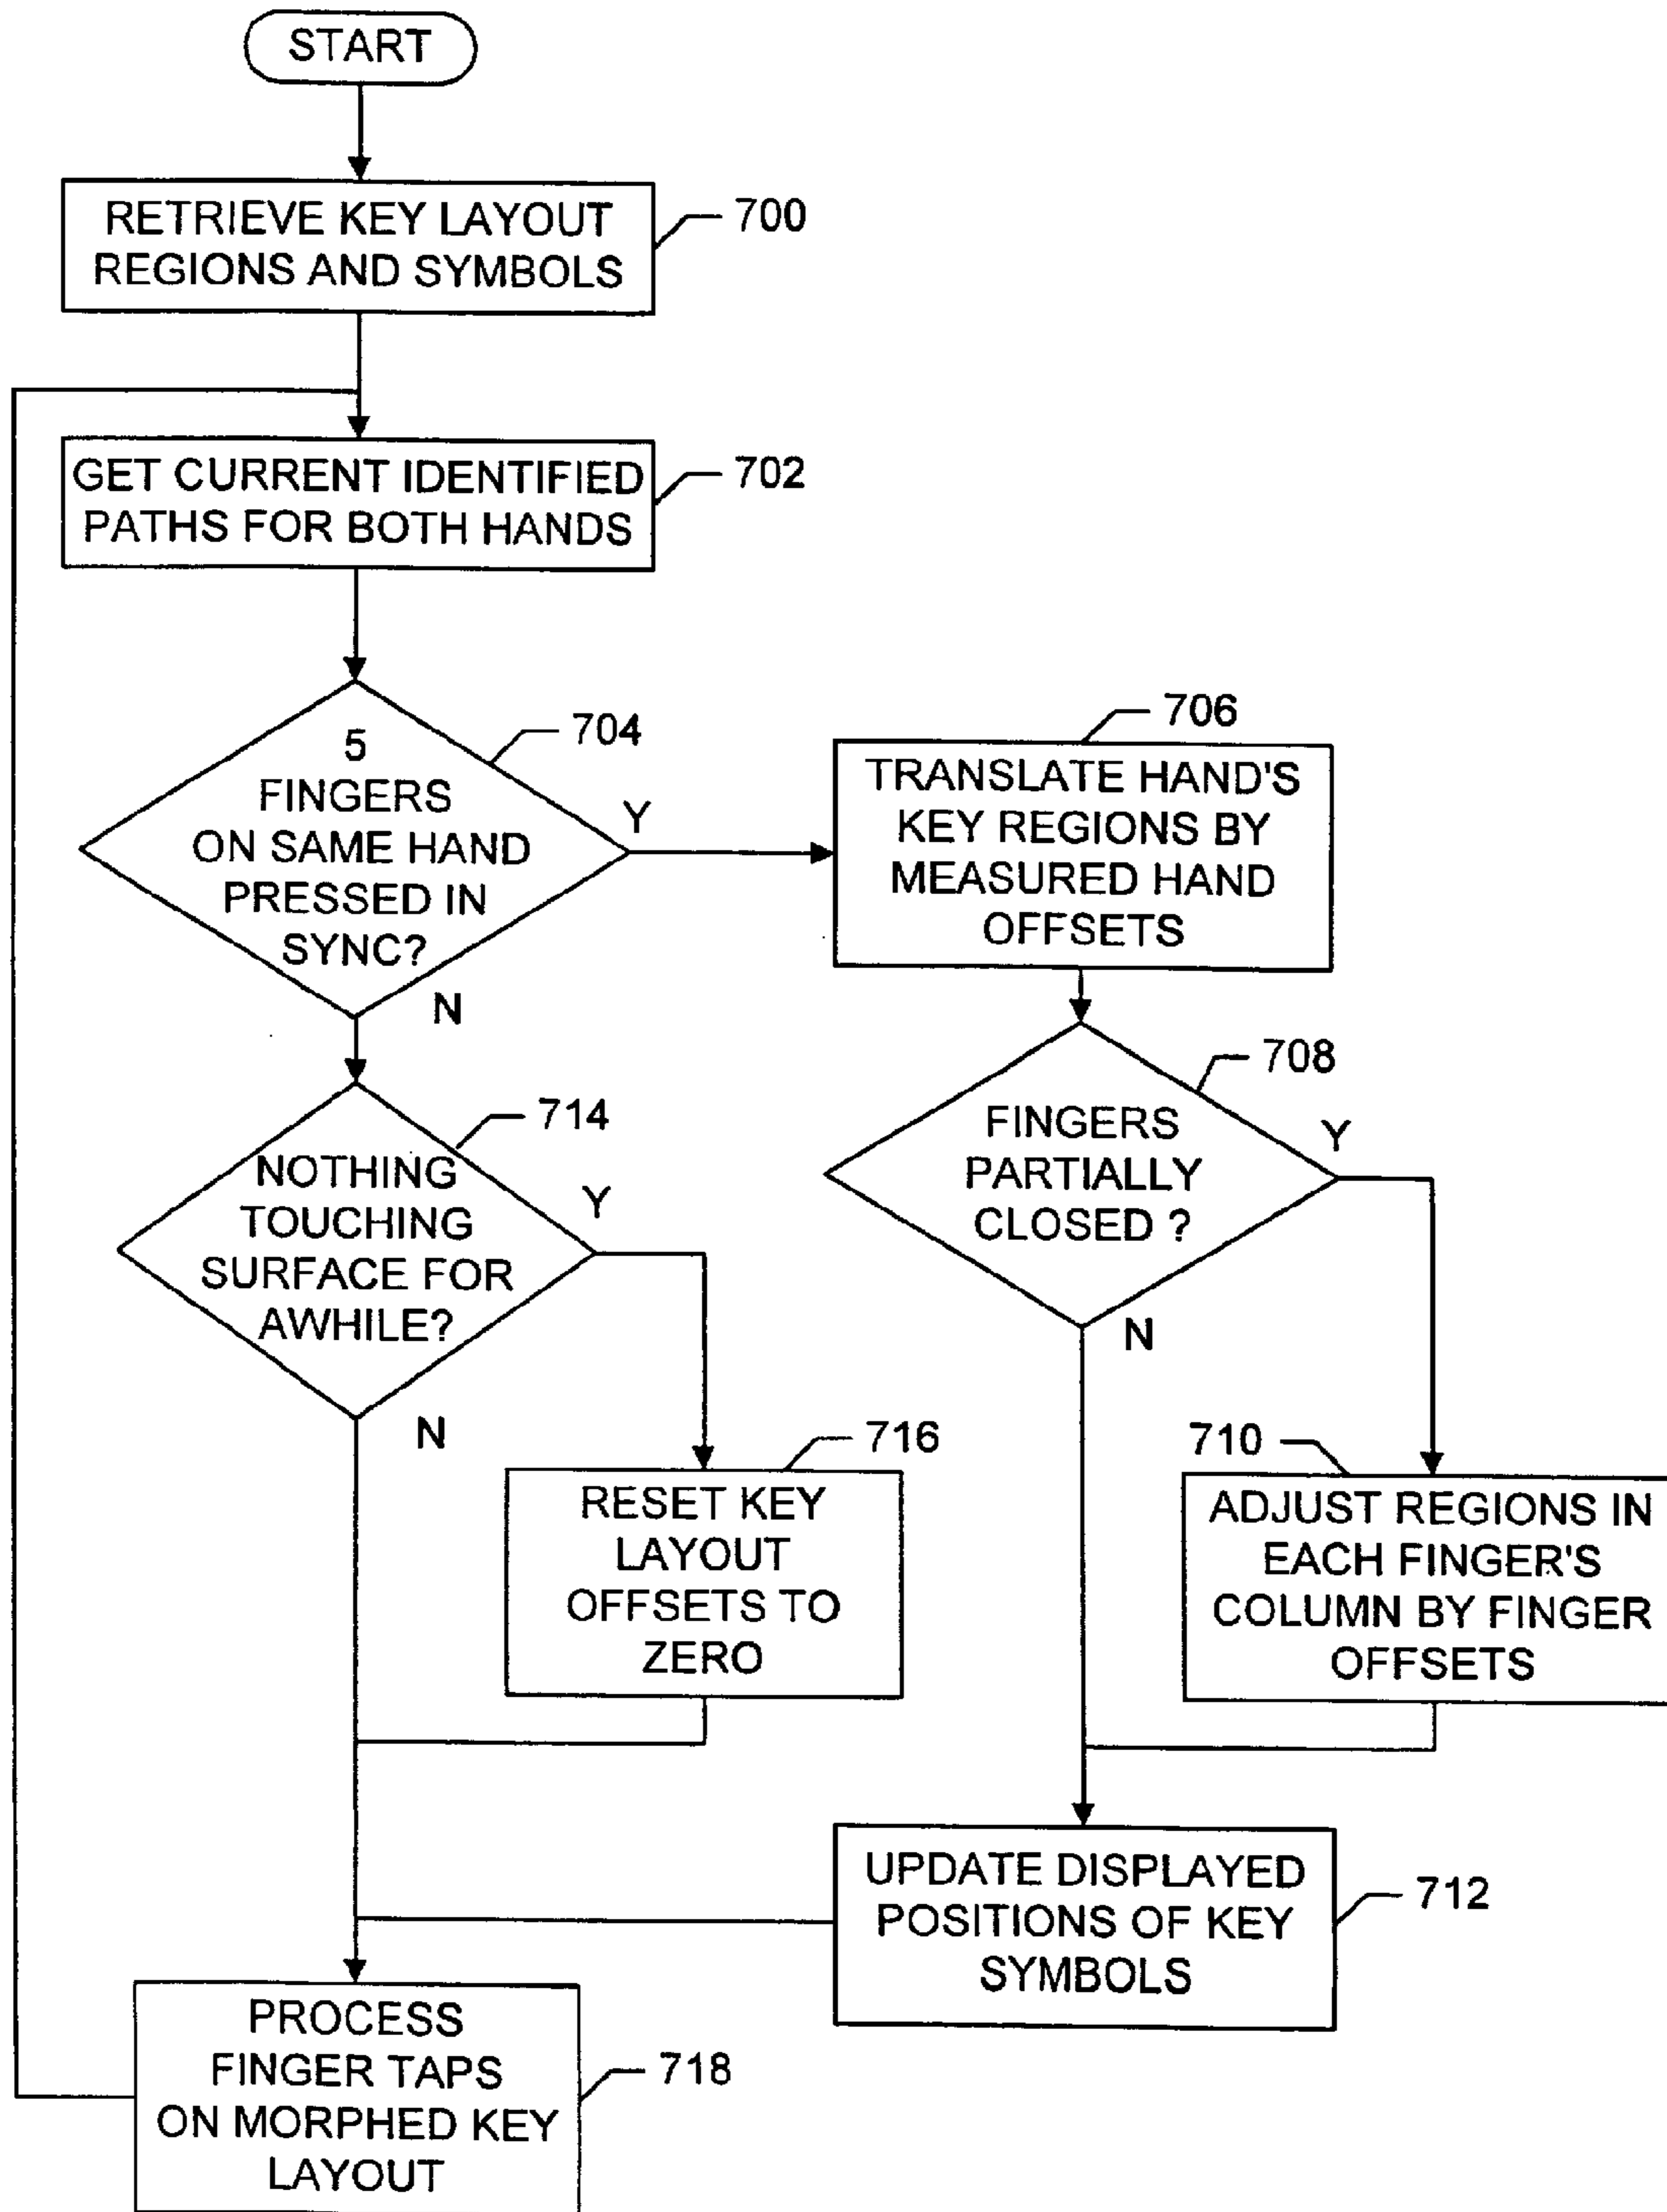 START
RETRIEVE KEY LAYOUT
REGIONS AND SYMBOLS
700
GET CURRENT IDENTIFIED
PATHS FOR BOTH HANDS
702
5
FINGERS
ON SAME HAND
PRESSED IN
SYNC?
704
Y
N
706
TRANSLATE HAND'S
KEY REGIONS BY
MEASURED HAND
OFFSETS
708
FINGERS
PARTIALLY
CLOSED ?
Y
N
714
NOTHING
TOUCHING
SURFACE FOR
AWHILE?
Y
N
716
RESET KEY
LAYOUT
OFFSETS TO
ZERO
710
ADJUST REGIONS IN
EACH FINGER'S
COLUMN BY FINGER
OFFSETS
UPDATE DISPLAYED
POSITIONS OF KEY
SYMBOLS
712
PROCESS
FINGER TAPS
ON MORPHED KEY
LAYOUT
718